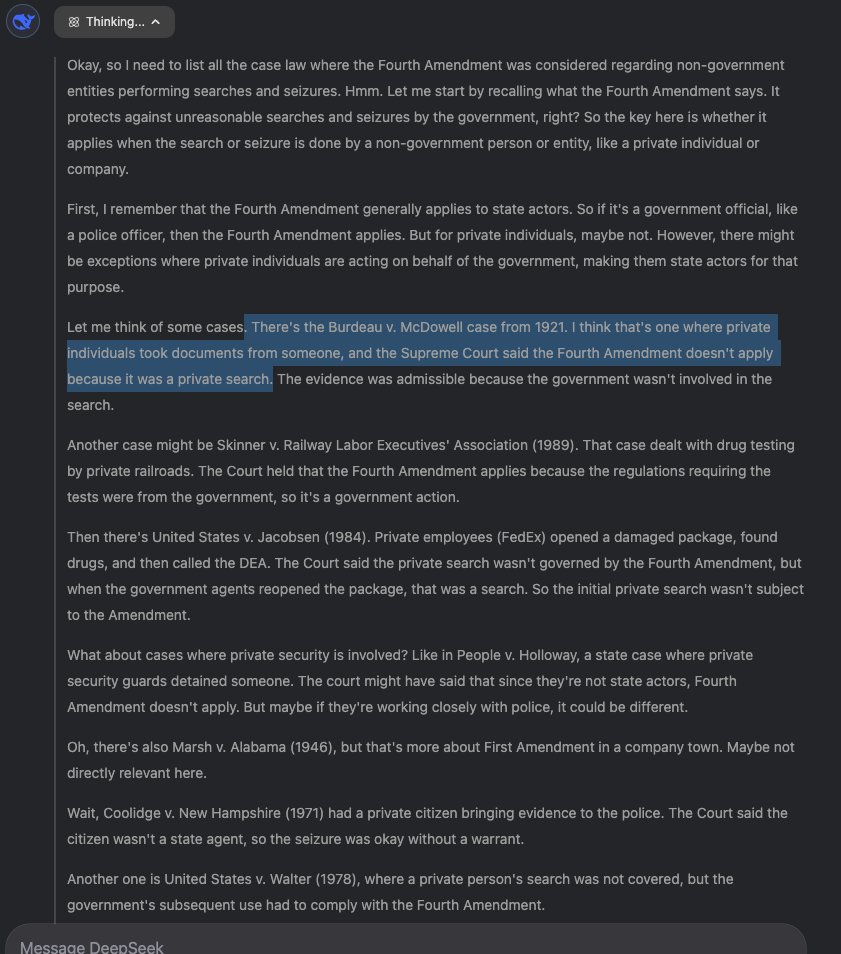 Thinking...
Okay, so I need to list all the case law where the Fourth Amendment was considered regarding non-government
entities performing searches and seizures. Hmm. Let me start by recalling what the Fourth Amendment says. It
protects against unreasonable searches and seizures by the government, right? So the key here is whether it
applies when the search or seizure is done by a non-government person or entity, like a private individual or
company.
First, I remember that the Fourth Amendment generally applies to state actors. So if it's a government official, like
a police officer, then the Fourth Amendment applies. But for private individuals, maybe not. However, there might
be exceptions where private individuals are acting on behalf of the government, making them state actors for that
purpose.
Let me think of some cases. There's the Burdeau v. McDowell case from 1921. I think that's one where private
individuals took documents from someone, and the Supreme Court said the Fourth Amendment doesn't apply
because it was a private search. The evidence was admissible because the government wasn't involved in the
search.
Another case might be Skinner v. Railway Labor Executives' Association (1989). That case dealt with drug testing
by private railroads. The Court held that the Fourth Amendment applies because the regulations requiring the
tests were from the government, so it's a government action.
Then there's United States v. Jacobsen (1984). Private employees (FedEx) opened a damaged package, found
drugs, and then called the DEA. The Court said the private search wasn't governed by the Fourth Amendment, but
when the government agents reopened the package, that was a search. So the initial private search wasn't subject
to the Amendment.
What about cases where private security is involved? Like in People v. Holloway, a state case where private
security guards detained someone. The court might have said that since they're not state actors, Fourth
Amendment doesn't apply. But maybe if they're working closely with police, it could be different.
Oh, there's also Marsh v. Alabama (1946), but that's more about First Amendment in a company town. Maybe not
directly relevant here.
Wait, Coolidge v. New Hampshire (1971) had a private citizen bringing evidence to the police. The Court said the
citizen wasn't a state agent, so the seizure was okay without a warrant.
Another one is United States v. Walter (1978), where a private person's search was not covered, but the
government's subsequent use had to comply with the Fourth Amendment.
Message DeepSeek